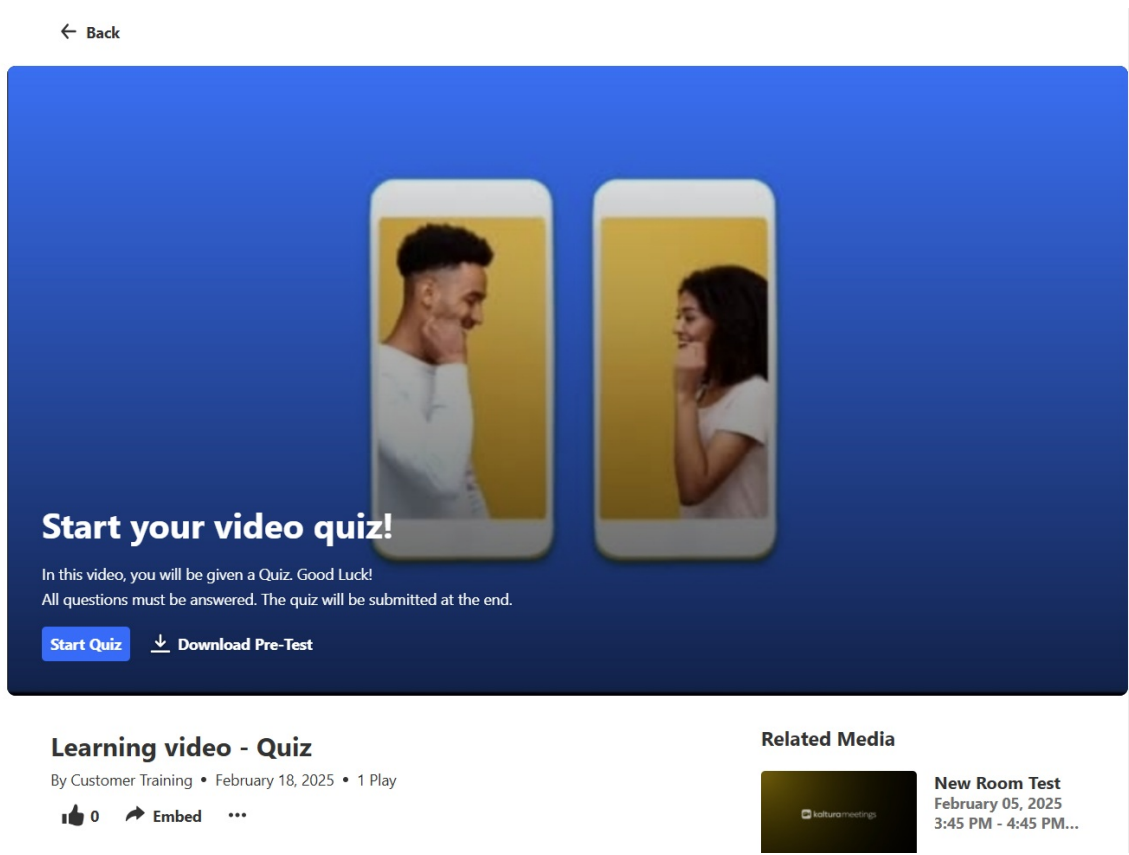 Back
Start your video quiz!
In this video, you will be given a Quiz. Good Luck!
All questions must be answered. The quiz will be submitted at the end.
Start Quiz Download Pre-Test
Learning video - Quiz
By Customer Training • February 18, 2025 • 1 Play
0 Embed •••
Related Media
kalturameetings
New Room Test
February 05, 2025
3:45 PM - 4:45 PM...